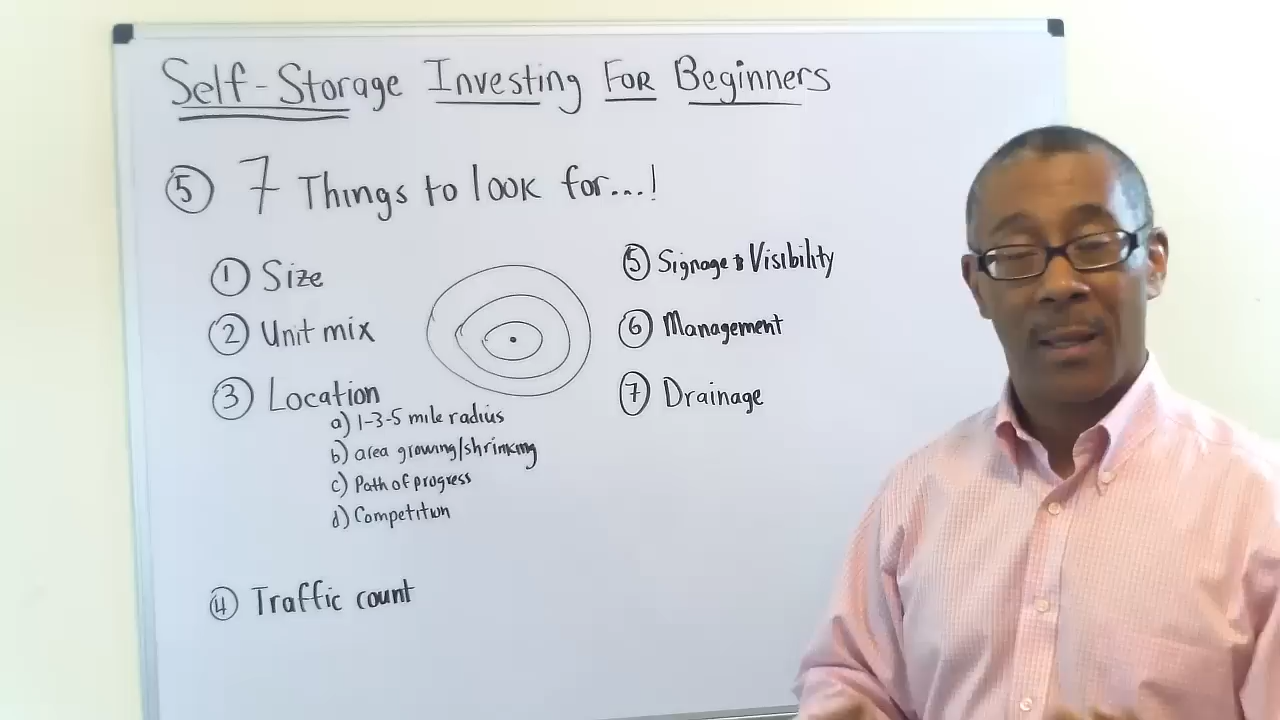 Self-Storage Investing For Beginners
5 7 Things to look for...!
1 Size
2 Unit mix
3 Location
a) 1-3-5 mile radius
b) area growing/shrinking
c) Path of progress
d) Competition
4 Traffic count
5 Signage & Visibility
6 Management
7 Drainage